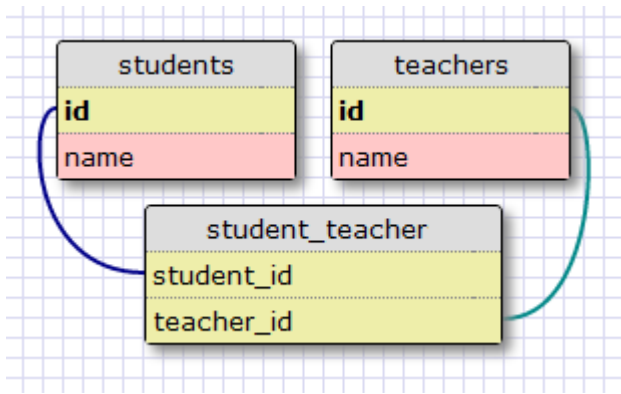 students
id
name
teachers
id
name
student_teacher
student_id
teacher_id